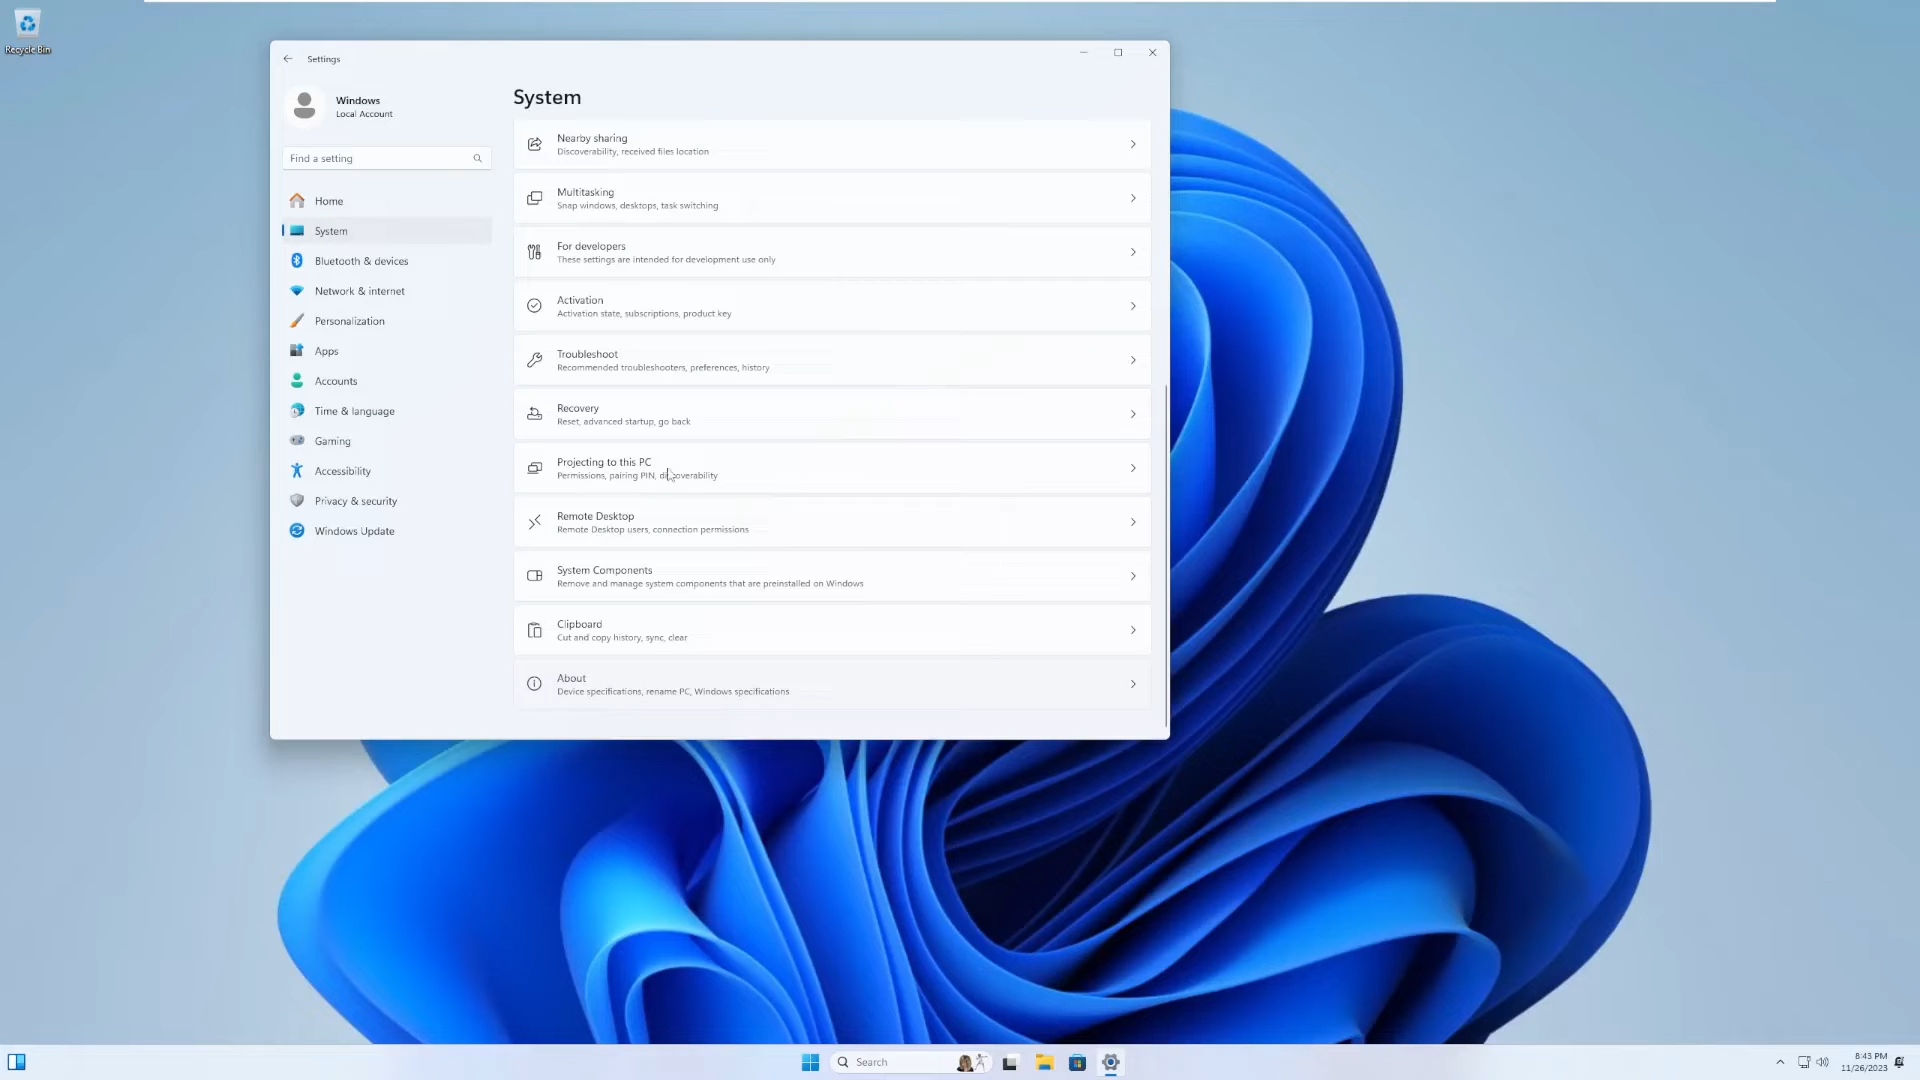 Recycle Bin
Settings
Windows
Local Account
Find a setting
Home
System
Bluetooth & devices
Network & internet
Personalization
Apps
Accounts
Time & language
Gaming
Accessibility
Privacy & security
Windows Update
System
Nearby sharing
Discoverability, received files location
Multitasking
Snap windows, desktops, task switching
For developers
These settings are intended for development use only
Activation
Activation state, subscriptions, product key
Troubleshoot
Recommended troubleshooters, preferences, history
Recovery
Reset, advanced startup, go back
Projecting to this PC
Permissions, pairing PIN, discoverability
Remote Desktop
Remote Desktop users, connection permissions
System Components
Remove and manage system components that are preinstalled on Windows
Clipboard
Cut and copy history, sync, clear
About
Device specifications, rename PC, Windows specifications
Search
8:43 PM
11/26/2023